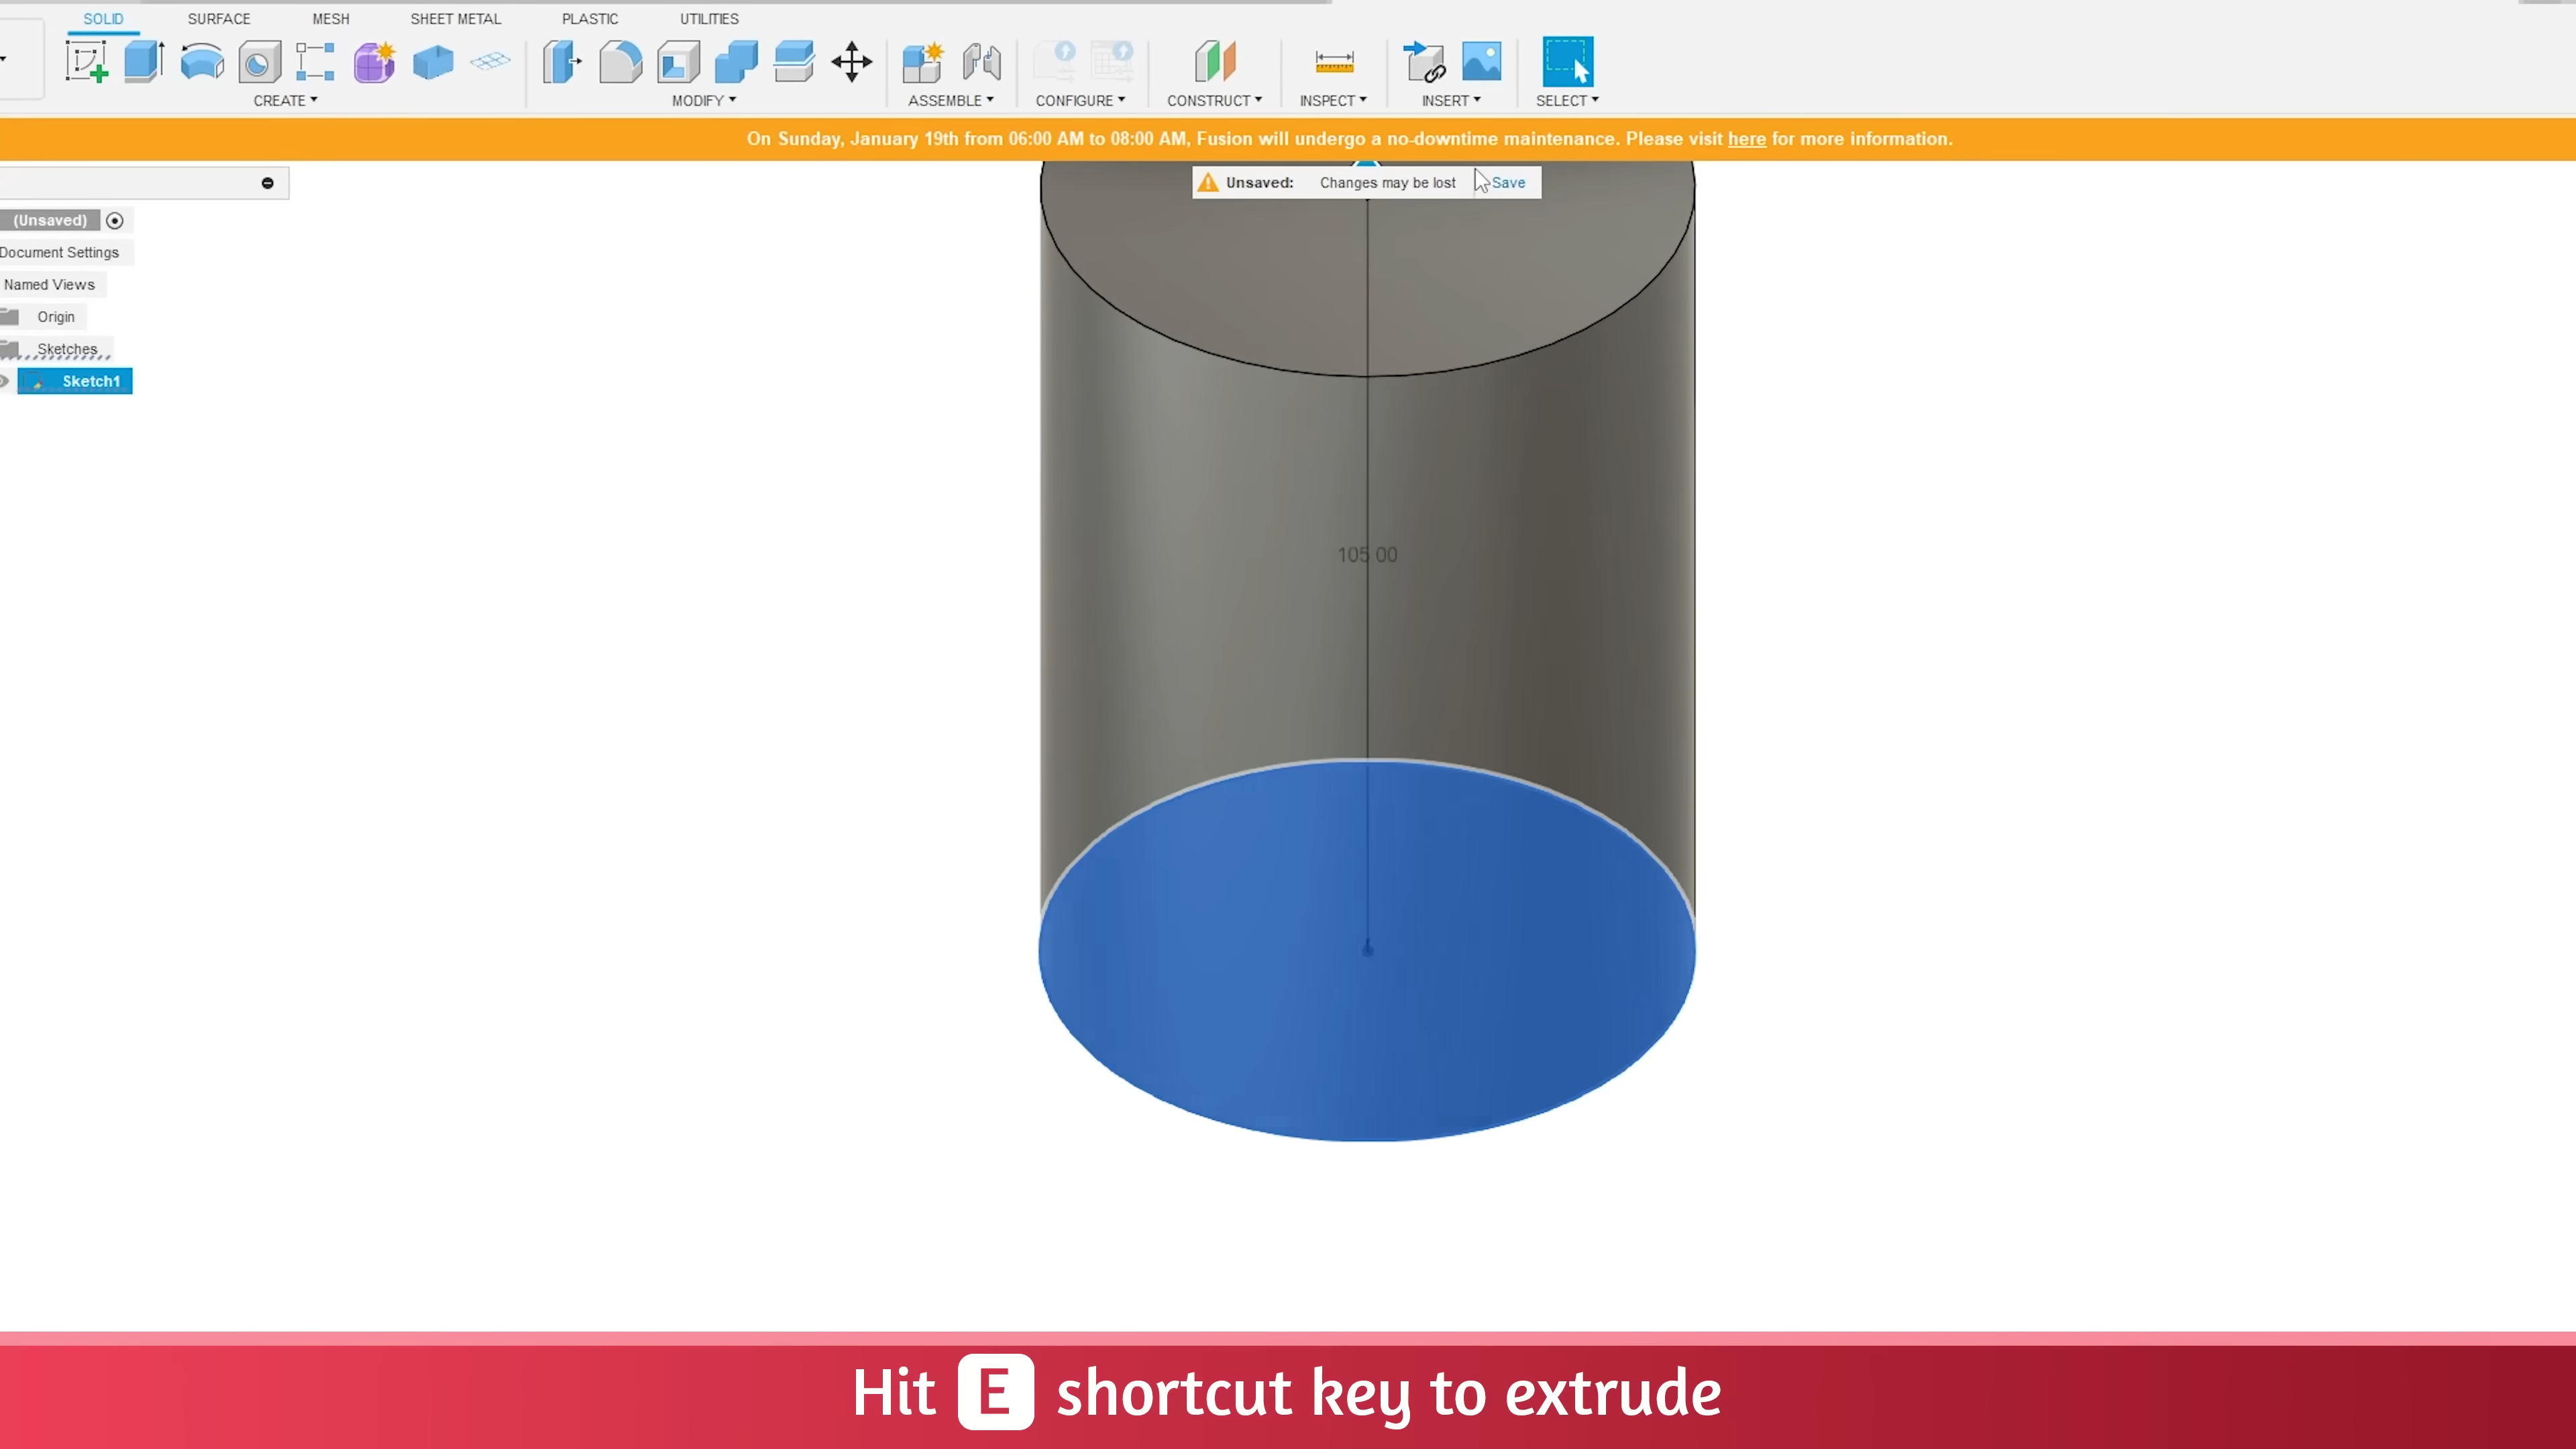 SOLID SURFACE MESH SHEET METAL PLASTIC UTILITIES
CREATE MODIFY ASSEMBLE CONFIGURE CONSTRUCT INSPECT INSERT SELECT
On Sunday, January 19th from 06:00 AM to 08:00 AM, Fusion will undergo a no-downtime maintenance. Please visit here for more information.
Unsaved: Changes may be lost Save
(Unsaved)
Document Settings
Named Views
Origin
Sketches
Sketch1
105.00
Hit E shortcut key to extrude